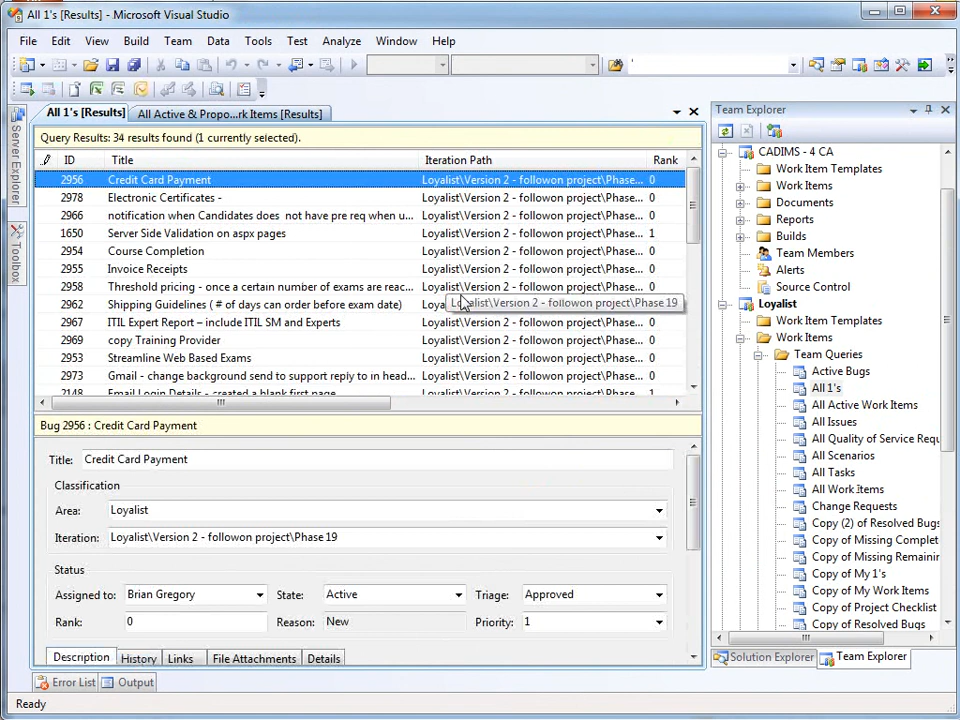 All 1's [Results] - Microsoft Visual Studio
File Edit View Build Team Data Tools Test Analyze Window Help
All 1's [Results] All Active & Propo...rk Items [Results]
Query Results: 34 results found (1 currently selected).
ID Title Iteration Path Rank
2956 Credit Card Payment Loyalist\Version 2 - followon project\Phase... 0
2978 Electronic Certificates - Loyalist\Version 2 - followon project\Phase... 0
2966 notification when Candidates does not have pre req when u... Loyalist\Version 2 - followon project\Phase... 0
1650 Server Side Validation on aspx pages Loyalist\Version 2 - followon project\Phase... 1
2954 Course Completion Loyalist\Version 2 - followon project\Phase... 0
2955 Invoice Receipts Loyalist\Version 2 - followon project\Phase... 0
2958 Threshold pricing - once a certain number of exams are reac... Loyalist\Version 2 - followon project\Phase... 0
2962 Shipping Guidelines ( # of days can order before exam date) Loya
Loyalist\Version 2 - followon project\Phase 19
2967 ITIL Expert Report – include ITIL SM and Experts Loyalist\Version 2 - followon project\Phase... 0
2969 copy Training Provider Loyalist\Version 2 - followon project\Phase... 0
2953 Streamline Web Based Exams Loyalist\Version 2 - followon project\Phase... 0
2973 Gmail - change background send to support reply to in head... Loyalist\Version 2 - followon project\Phase... 0
2148 Email Login Details - created a blank first page Loyalist\Version 2 - followon project\Phase... 1
Bug 2956 : Credit Card Payment
Title: Credit Card Payment
Classification
Area: Loyalist
Iteration: Loyalist\Version 2 - followon project\Phase 19
Status
Assigned to: Brian Gregory State: Active Triage: Approved
Rank: 0 Reason: New Priority: 1
Description History Links File Attachments Details
Error List Output
Ready
Server Explorer
Toolbox
Team Explorer
CADIMS - 4 CA
Work Item Templates
Work Items
Documents
Reports
Builds
Team Members
Alerts
Source Control
Loyalist
Work Item Templates
Work Items
Team Queries
Active Bugs
All 1's
All Active Work Items
All Issues
All Quality of Service Requ
All Scenarios
All Tasks
All Work Items
Change Requests
Copy (2) of Resolved Bugs
Copy of Missing Complet
Copy of Missing Remainin
Copy of My 1's
Copy of My Work Items
Copy of Project Checklist
Copy of Resolved Bugs
Solution Explorer Team Explorer